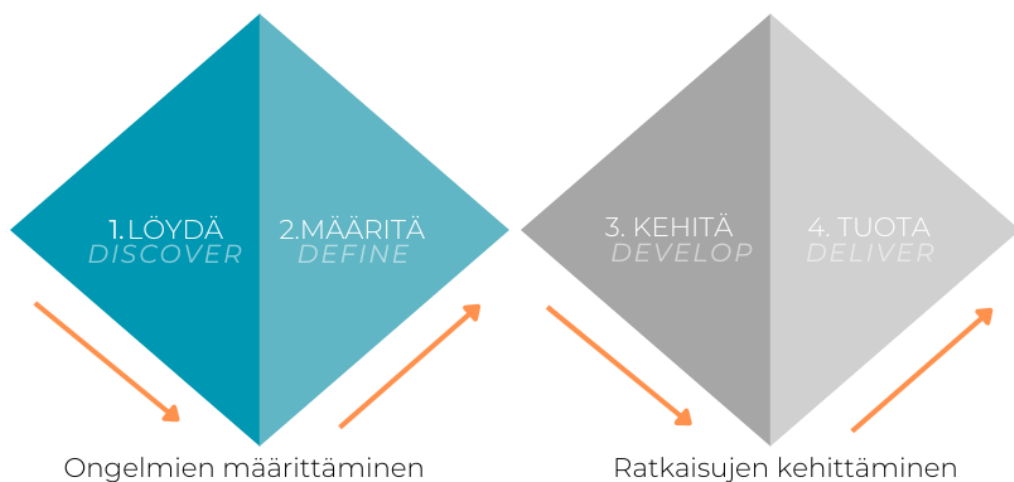 1.LÖYDÄ
DISCOVER
2.MÄÄRITÄ
DEFINE
3. KEHITÄ
DEVELOP
4. TUOTA
DELIVER
Ongelmien määrittäminen
Ratkaisujen kehittäminen